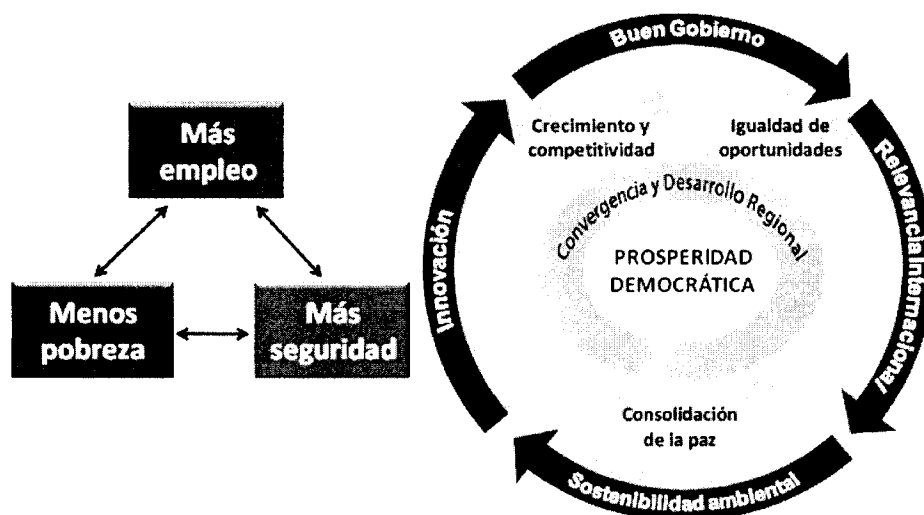 Más
empleo
Menos
pobreza
Más
seguridad
Buen Gobierno
Relevancia Internacional
Sostenibilidad ambiental
Innovación
Crecimiento y
competitividad
Igualdad de
oportunidades
Convergencia y Desarrollo Regional
PROSPERIDAD
DEMOCRÁTICA
Consolidación
de la paz